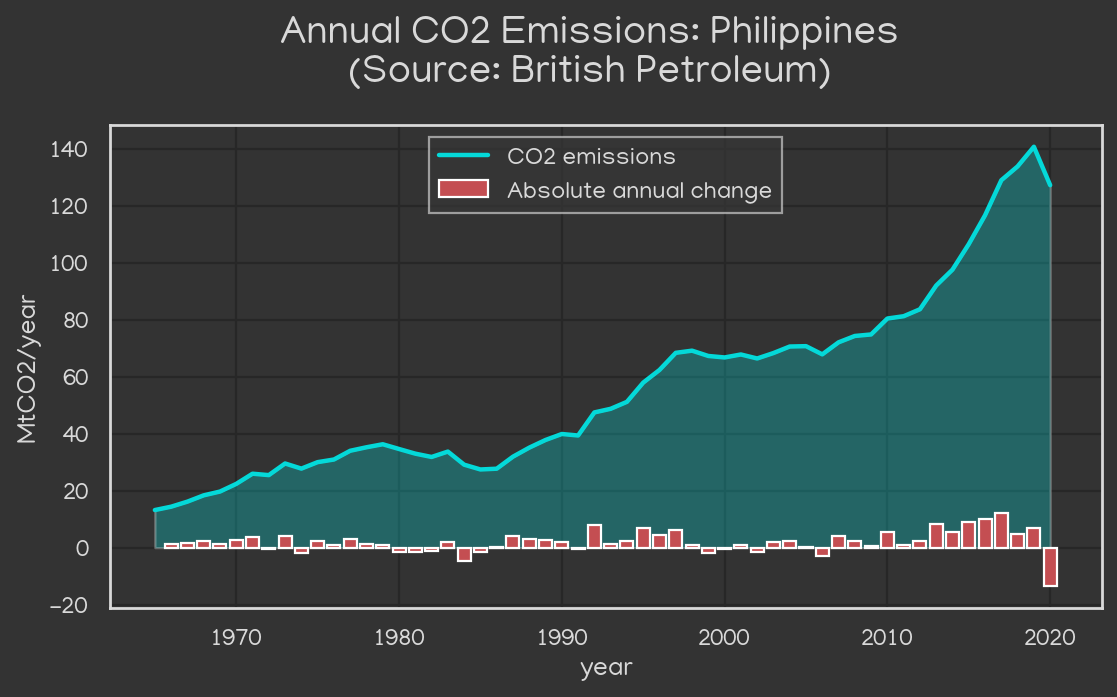 Annual CO2 Emissions: Philippines
(Source: British Petroleum)
CO2 emissions
Absolute annual change
140
120
100
80
60
40
20
0
−20
MtCO2/year
1970 1980 1990 2000 2010 2020
year